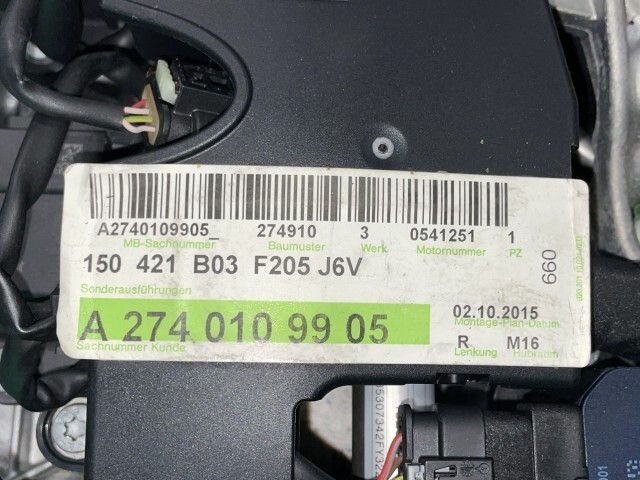 A2740109905_ 274910 3 0541251 1
MB-Sachnummer Baumuster Werk Motornummer PZ
150 421 B03 F205 J6V
660
Sonderausführungen
A 274 010 99 05
02.10.2015
Montage-Plan-Datum
R M16
Sachnummer Kunde
Lenkung Hubraum